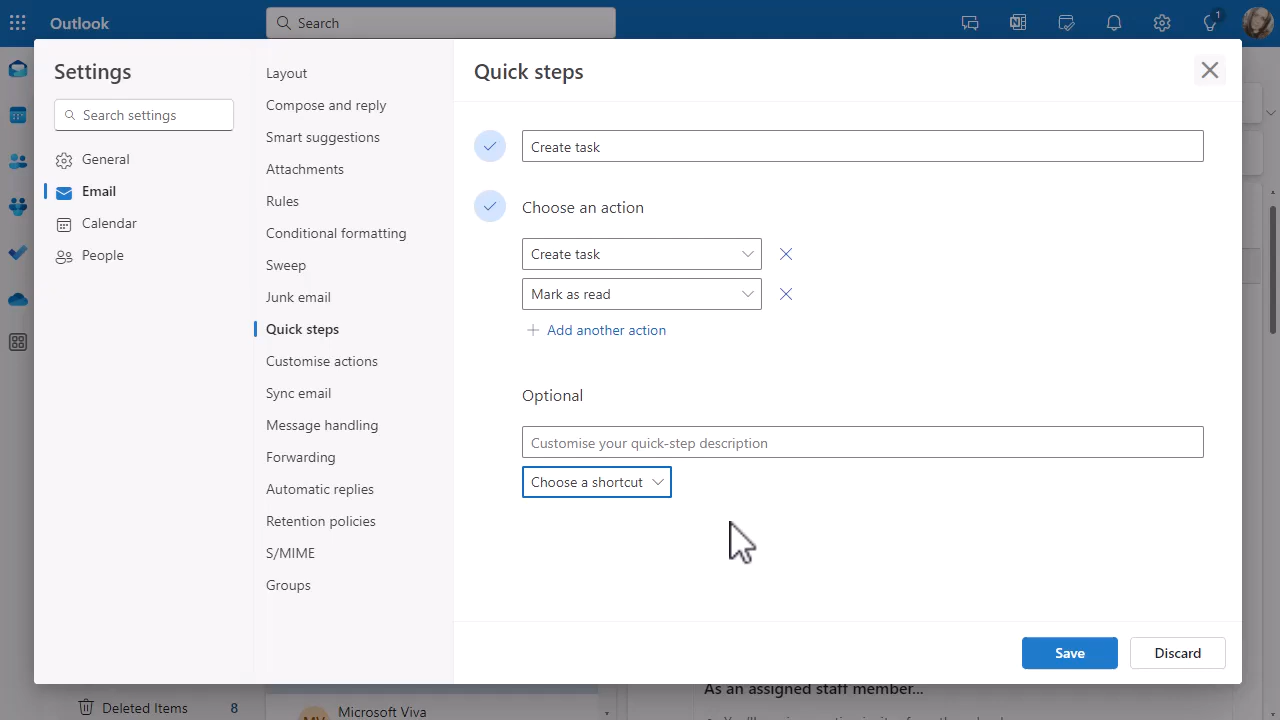 Outlook
Search
1
Settings
Search settings
General
Email
Calendar
People
Layout
Compose and reply
Smart suggestions
Attachments
Rules
Conditional formatting
Sweep
Junk email
Quick steps
Customise actions
Sync email
Message handling
Forwarding
Automatic replies
Retention policies
S/MIME
Groups
Quick steps
Create task
Choose an action
Create task
Mark as read
Add another action
Optional
Customise your quick-step description
Choose a shortcut
Save
Discard
Deleted Items 8
Microsoft Viva
As an assigned staff member...